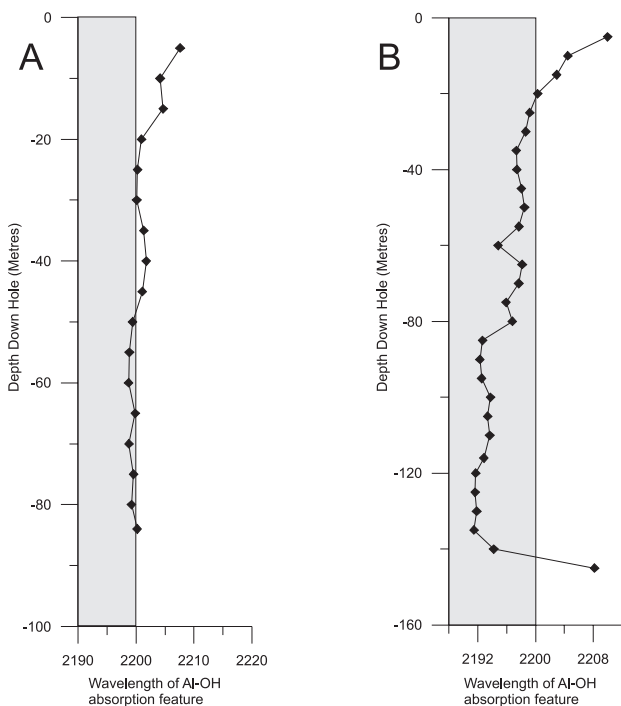 A
0
-20
-40
-60
-80
-100
Depth Down Hole (Metres)
2190 2200 2210 2220
Wavelength of Al-OH
absorption feature
B
0
-40
-80
-120
-160
Depth Down Hole (Metres)
2192 2200 2208
Wavelength of Al-OH
absorption feature